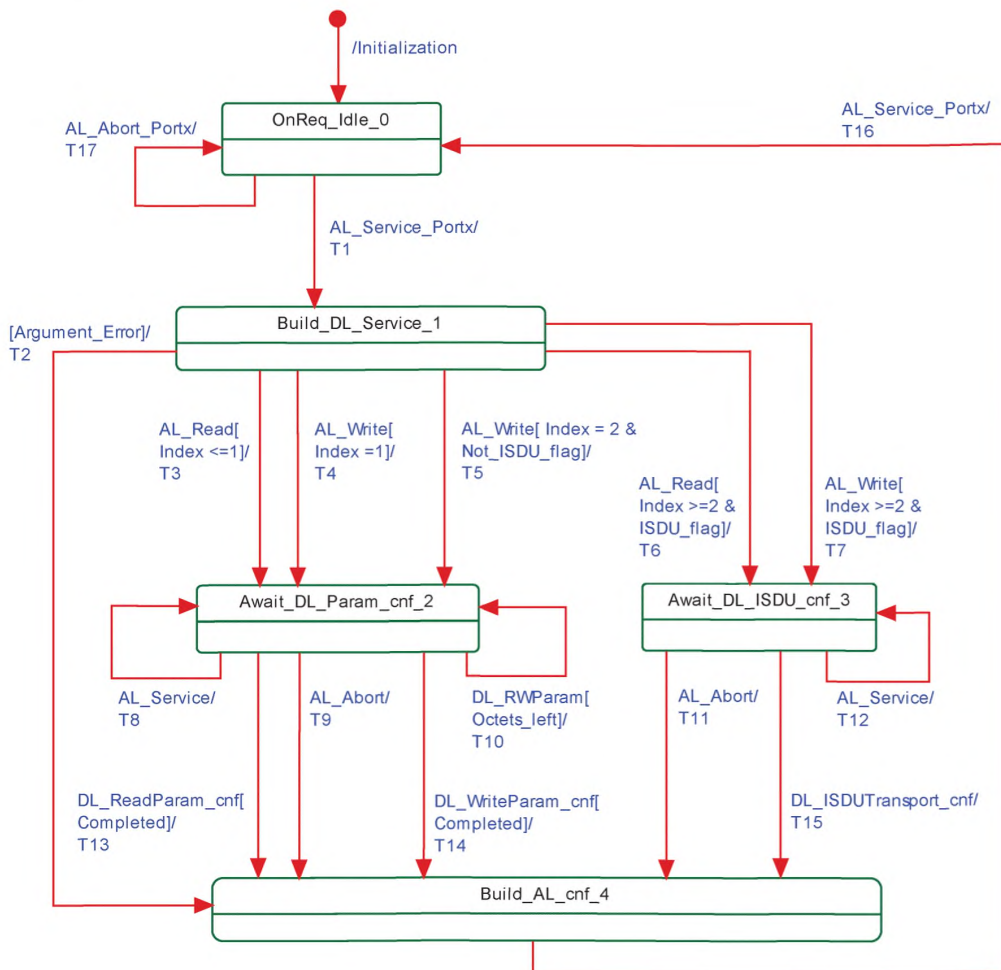 /Initialization
OnReq_Idle_0
AL_Abort_Portx/
T17
AL_Service_Portx/
T16
AL_Service_Portx/
T1
Build_DL_Service_1
[Argument_Error]/
T2
AL_Read[
Index <=1]/
T3
AL_Write[
Index =1]/
T4
AL_Write[ Index = 2 &
Not_ISDU_flag]/
T5
AL_Read[
Index >=2 &
ISDU_flag]/
T6
AL_Write[
Index >=2 &
ISDU_flag]/
T7
Await_DL_Param_cnf_2
Await_DL_ISDU_cnf_3
AL_Service/
T8
AL_Abort/
T9
DL_RWParam[
Octets_left]/
T10
AL_Abort/
T11
AL_Service/
T12
DL_ReadParam_cnf[
Completed]/
T13
DL_WriteParam_cnf[
Completed]/
T14
DL_ISDUTransport_cnf/
T15
Build_AL_cnf_4